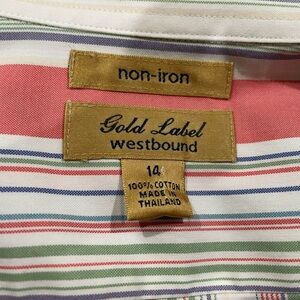 non-iron
Gold Label
westbound
14
100% COTTON
MADE IN
THAILAND